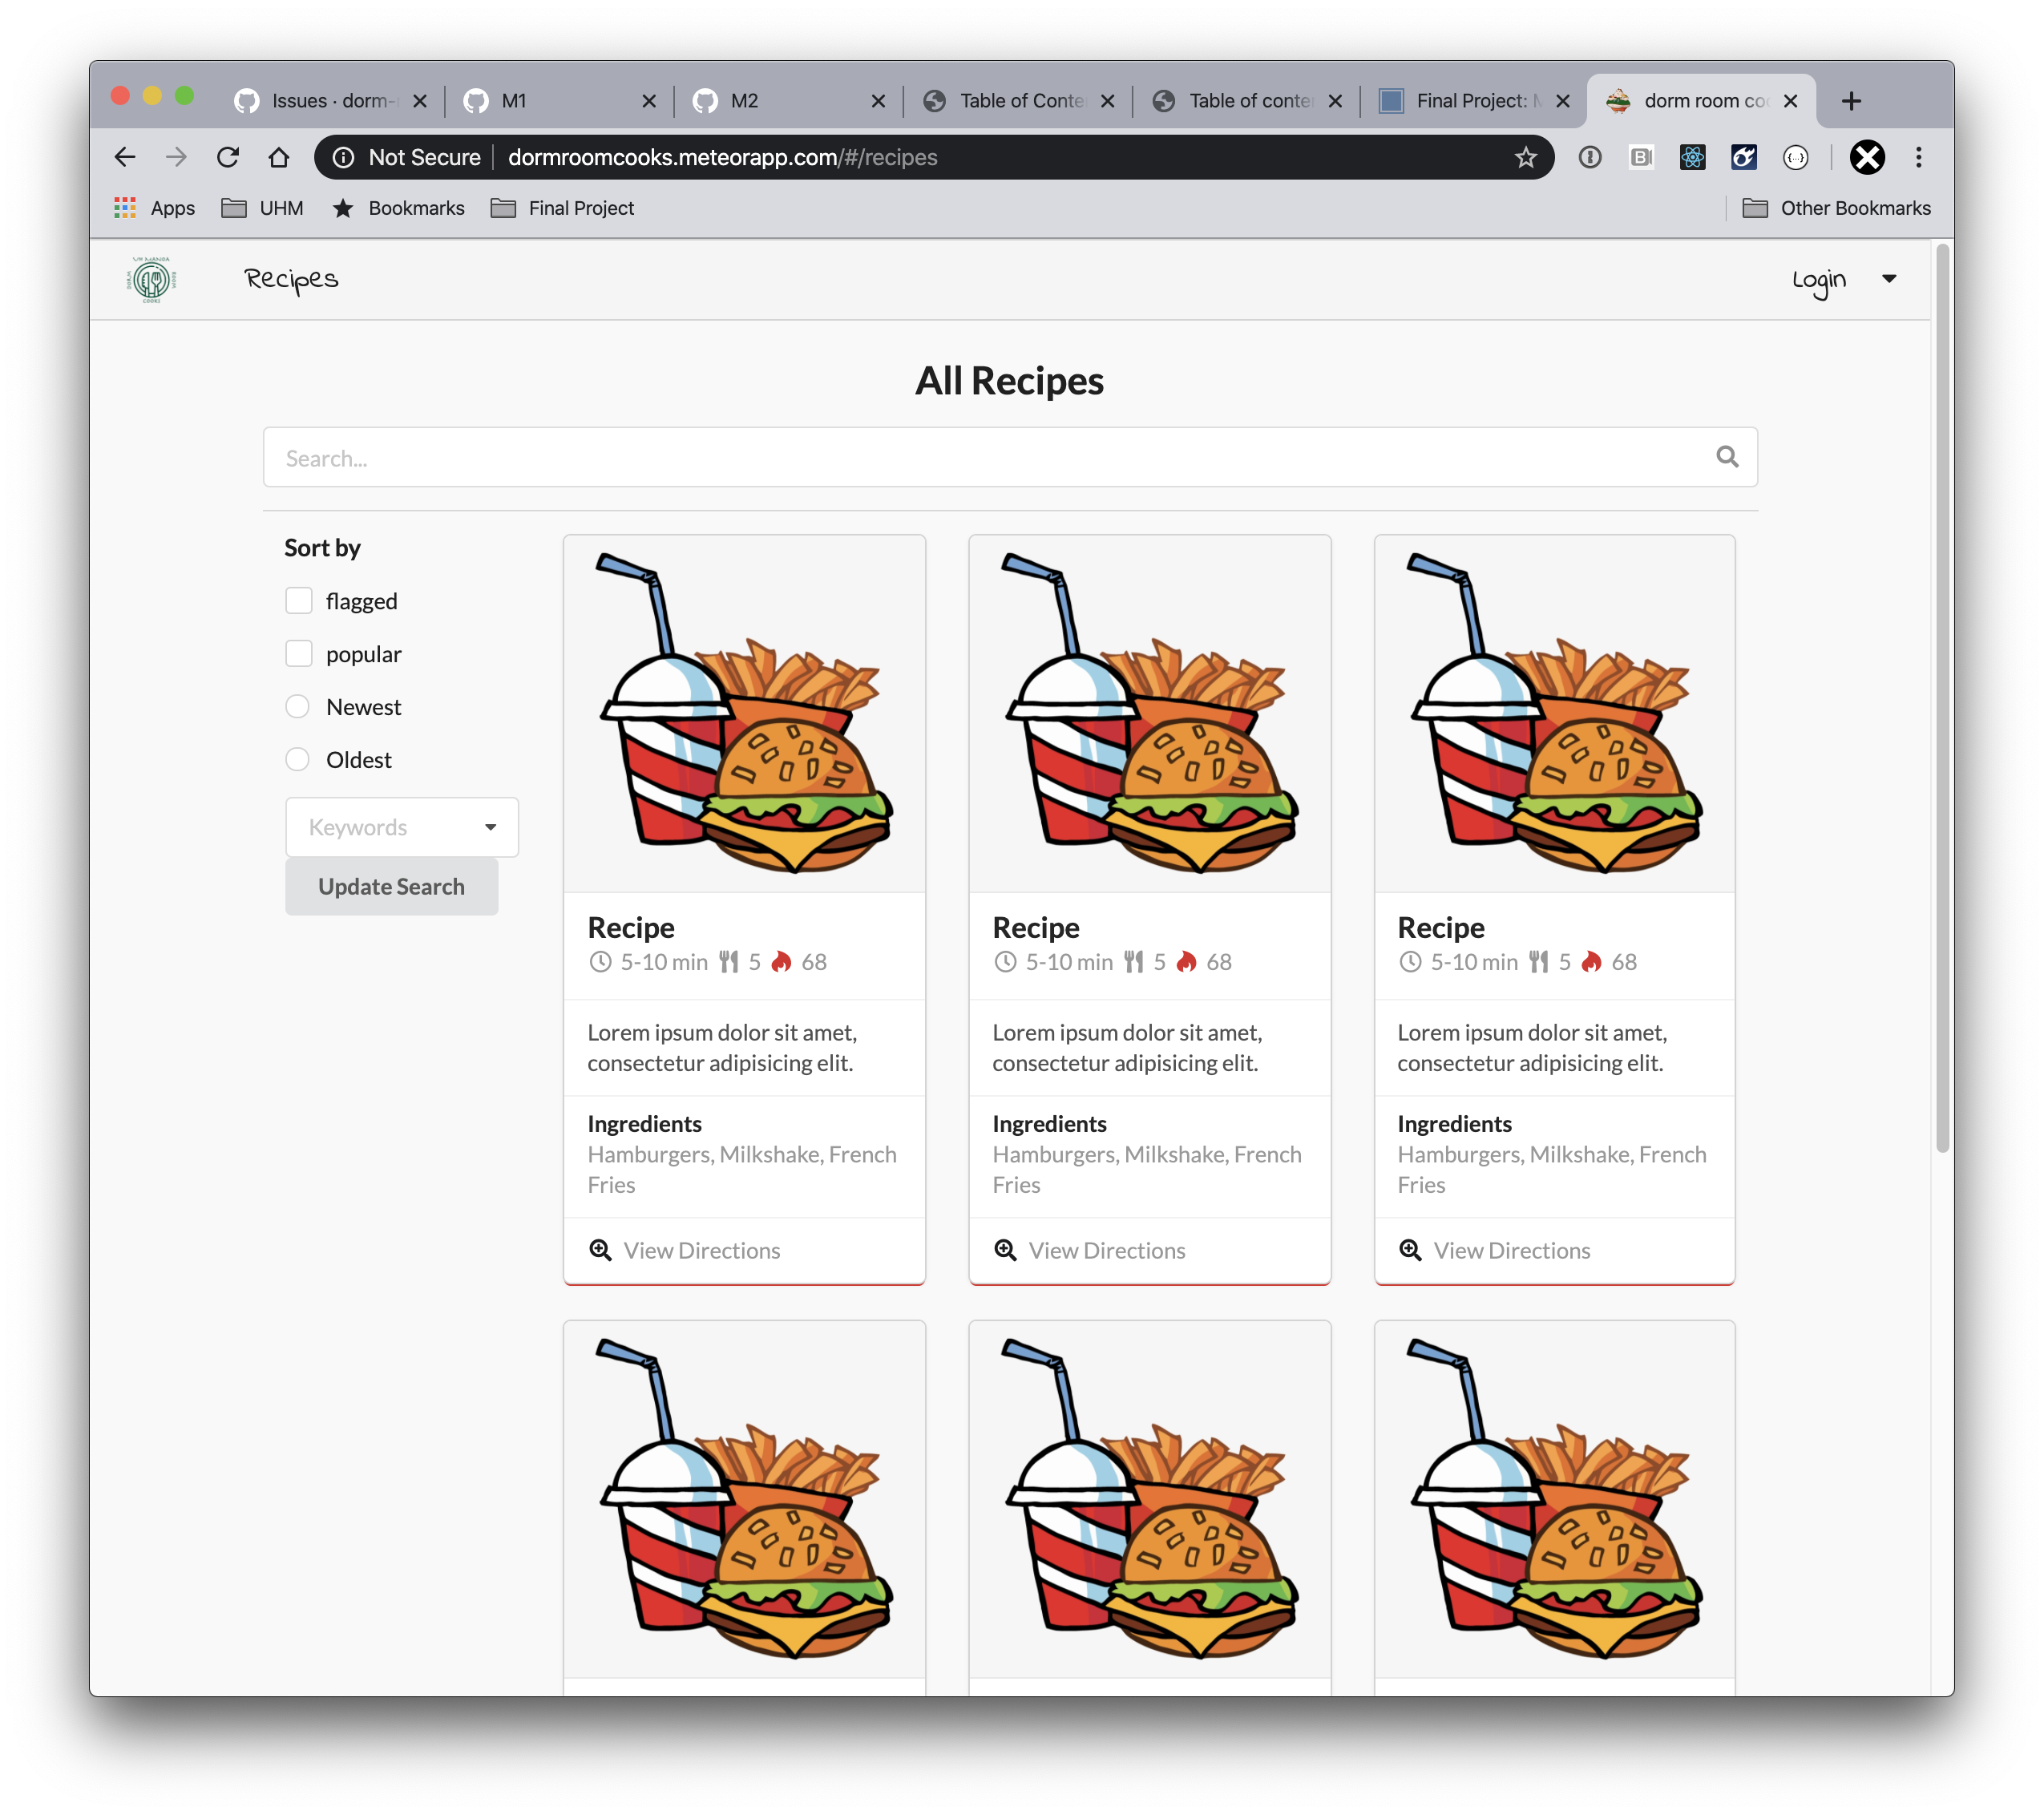 Issues · dorm- M1 M2 Table of Conte Table of conte Final Project: dorm room co
Not Secure dormroomcooks.meteorapp.com/#/recipes
Apps UHM Bookmarks Final Project Other Bookmarks
Recipes Login
All Recipes
Search...
Sort by
flagged
popular
Newest
Oldest
Keywords
Update Search
Recipe Recipe Recipe
5-10 min 5 68 5-10 min 5 68 5-10 min 5 68
Lorem ipsum dolor sit amet, Lorem ipsum dolor sit amet, Lorem ipsum dolor sit amet,
consectetur adipisicing elit. consectetur adipisicing elit. consectetur adipisicing elit.
Ingredients Ingredients Ingredients
Hamburgers, Milkshake, French Hamburgers, Milkshake, French Hamburgers, Milkshake, French
Fries Fries Fries
View Directions View Directions View Directions